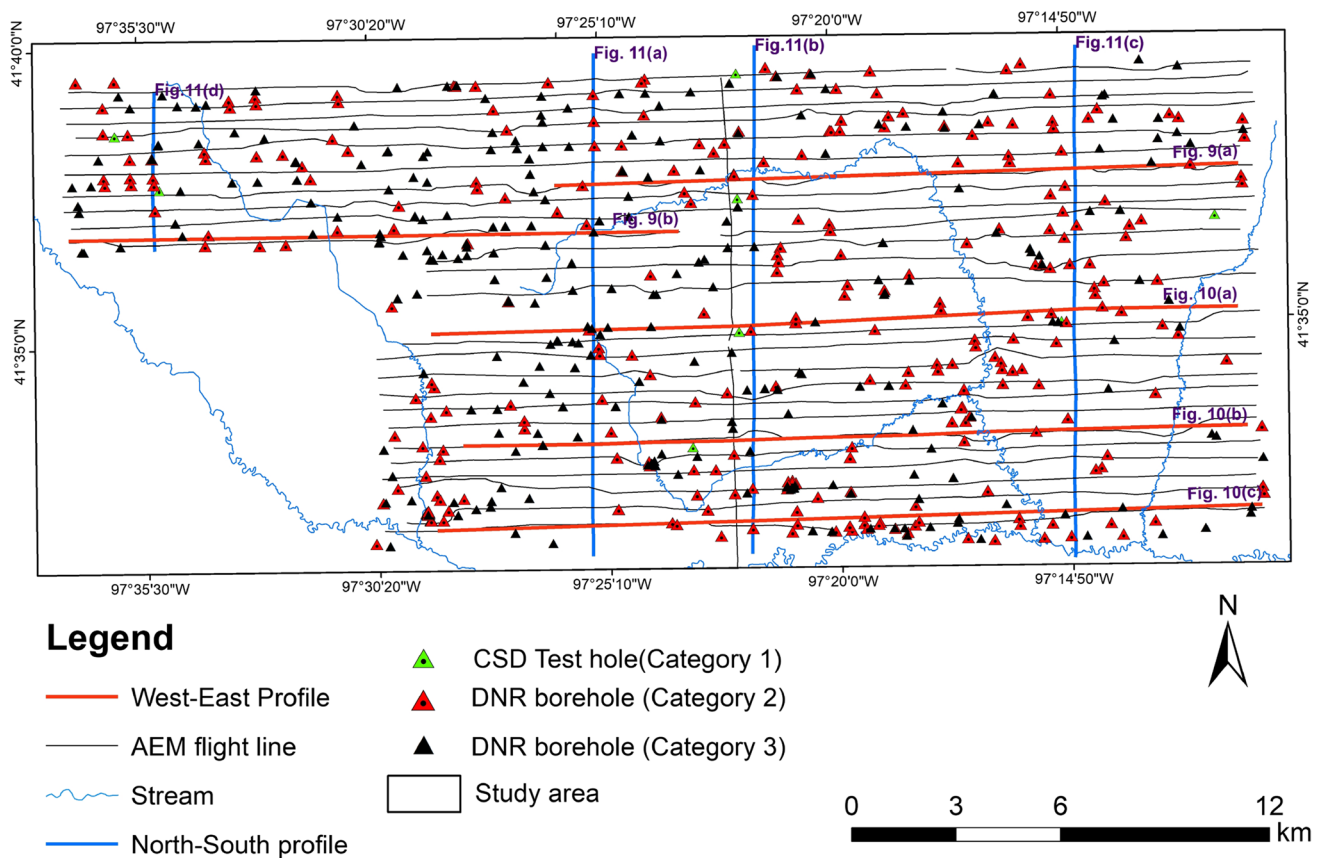 97°35'30"W
97°30'20"W
97°25'10"W
97°20'0"W
97°14'50"W
41°40'0"N
Fig. 11(a)
Fig.11(b)
Fig.11(c)
Fig.11(d)
Fig. 9(a)
Fig. 9(b)
Fig. 10(a)
41°35'0"N
41°35'0"N
Fig. 10(b)
Fig. 10(c)
97°35'30"W
97°30'20"W
97°25'10"W
97°20'0"W
97°14'50"W
Legend
West-East Profile
AEM flight line
Stream
North-South profile
CSD Test hole(Category 1)
DNR borehole (Category 2)
DNR borehole (Category 3)
Study area
N
0 3 6 12
km